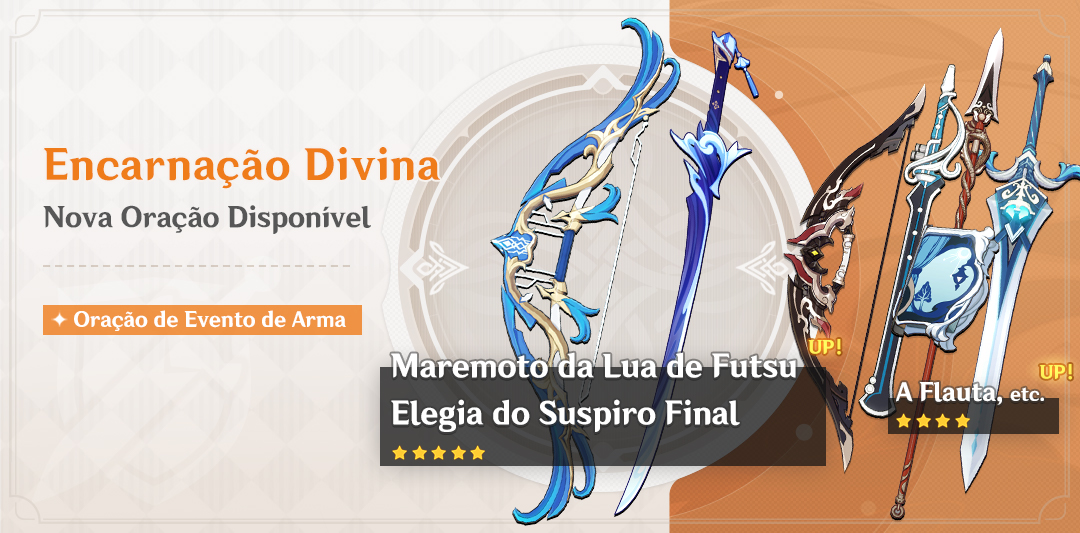 Encarnação Divina
Nova Oração Disponível
✦ Oração de Evento de Arma
UP!
Maremoto da Lua de Futsu
Elegia do Suspiro Final
UP!
A Flauta, etc.